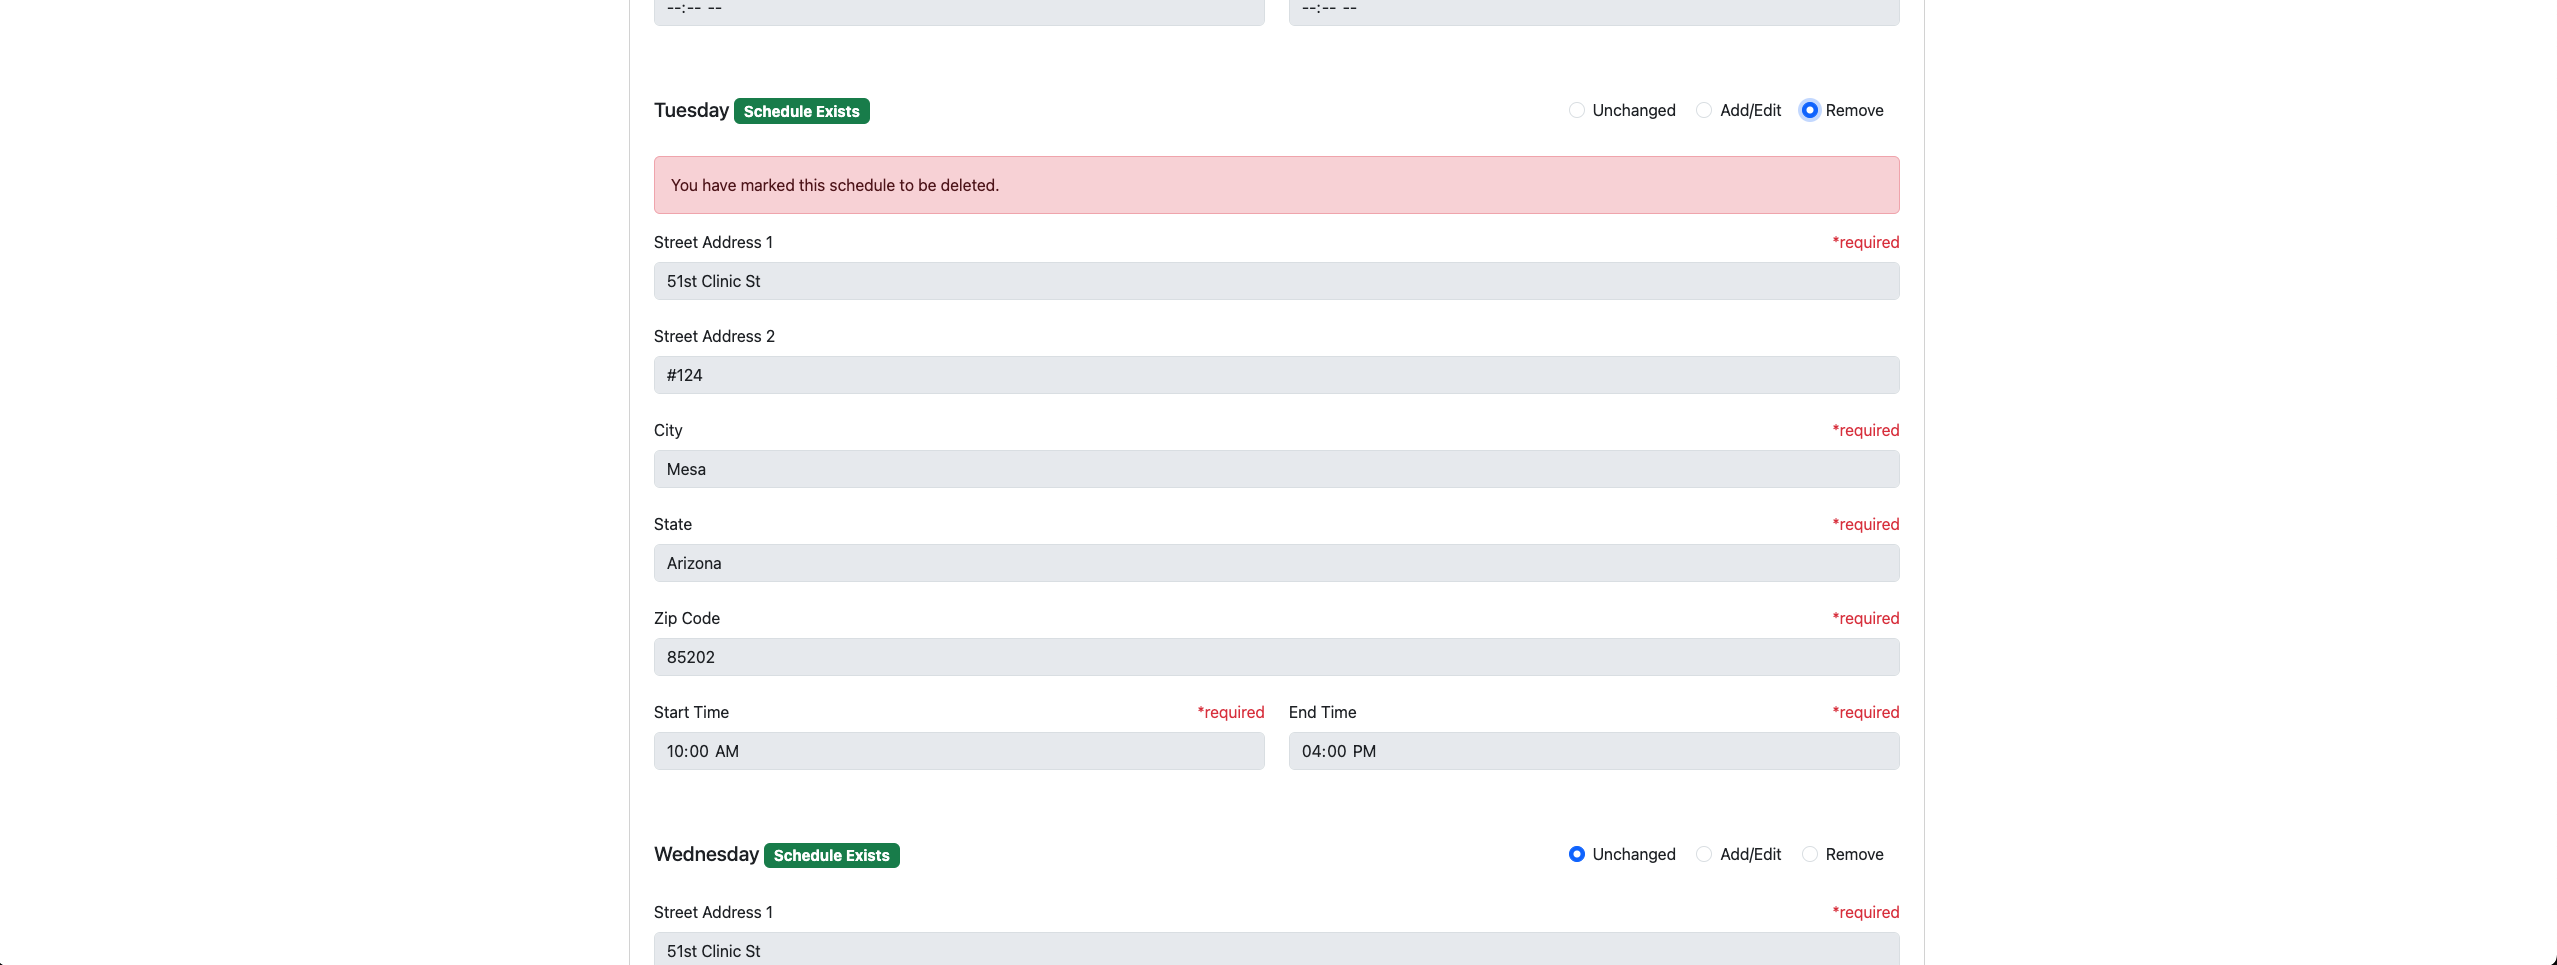 --:-- -- --:-- --
Tuesday Schedule Exists Unchanged Add/Edit Remove
You have marked this schedule to be deleted.
Street Address 1 *required
51st Clinic St
Street Address 2
#124
City *required
Mesa
State *required
Arizona
Zip Code *required
85202
Start Time *required End Time *required
10:00 AM 04:00 PM
Wednesday Schedule Exists Unchanged Add/Edit Remove
Street Address 1 *required
51st Clinic St